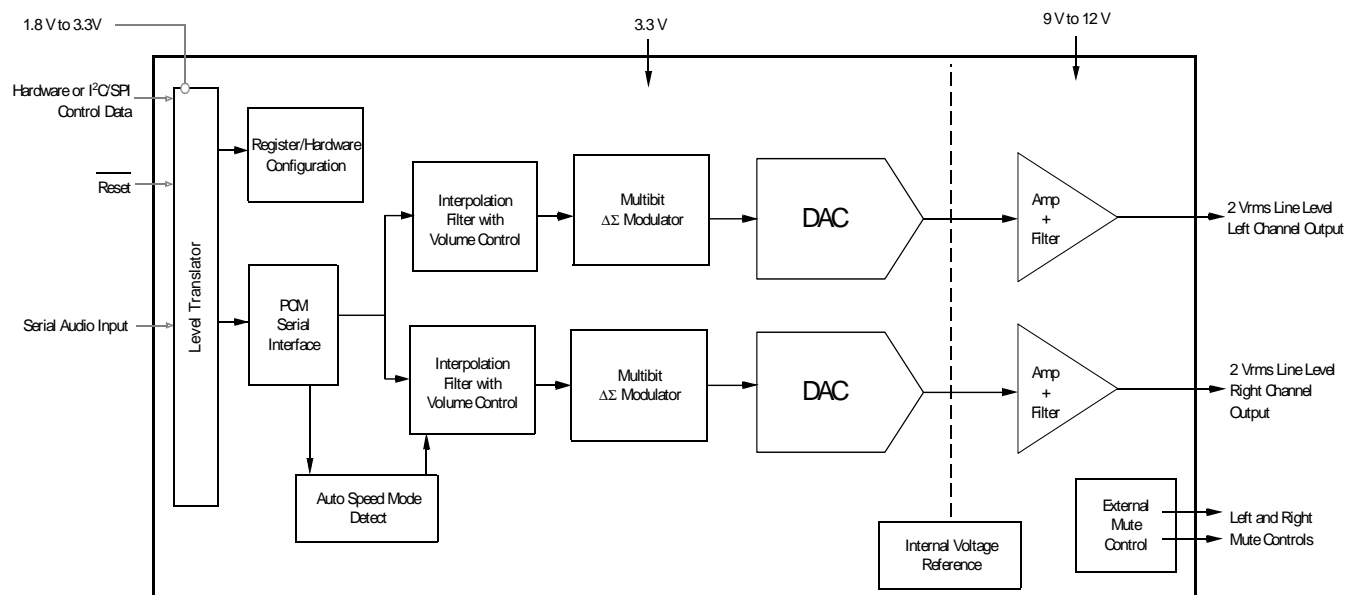 1.8 V to 3.3V
3.3 V
9 V to 12 V
Hardware or I²C/SPI
Control Data
Reset
Serial Audio Input
Level Translator
Register/Hardware
Configuration
PCM
Serial
Interface
Auto Speed Mode
Detect
Interpolation
Filter with
Volume Control
Multibit
ΔΣ Modulator
DAC
Amp
+
Filter
2 Vrms Line Level
Left Channel Output
Interpolation
Filter with
Volume Control
Multibit
ΔΣ Modulator
DAC
Amp
+
Filter
2 Vrms Line Level
Right Channel
Output
Internal Voltage
Reference
External
Mute
Control
Left and Right
Mute Controls